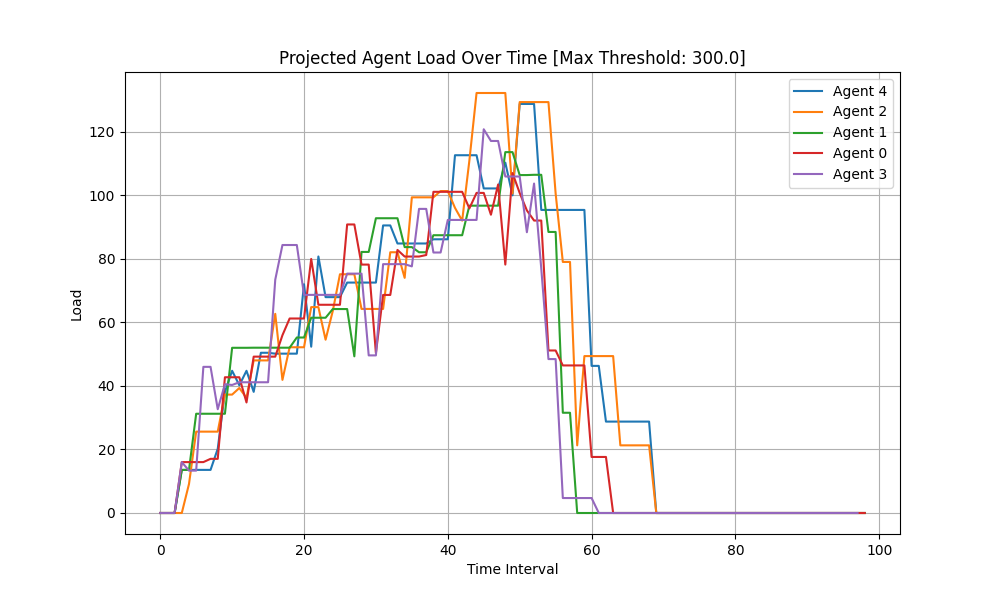 Projected Agent Load Over Time [Max Threshold: 300.0]
Load
120
100
80
60
40
20
0
0 20 40 60 80 100
Time Interval
Agent 4
Agent 2
Agent 1
Agent 0
Agent 3